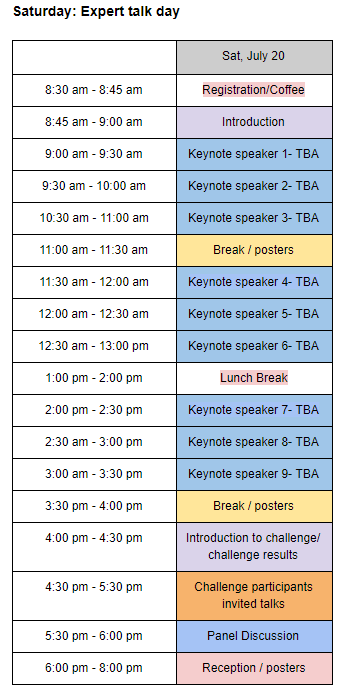 Saturday: Expert talk day
Sat, July 20
8:30 am - 8:45 am Registration/Coffee
8:45 am - 9:00 am Introduction
9:00 am - 9:30 am Keynote speaker 1- TBA
9:30 am - 10:00 am Keynote speaker 2- TBA
10:30 am - 11:00 am Keynote speaker 3- TBA
11:00 am - 11:30 am Break / posters
11:30 am - 12:00 am Keynote speaker 4- TBA
12:00 am - 12:30 am Keynote speaker 5- TBA
12:30 am - 13:00 pm Keynote speaker 6- TBA
1:00 pm - 2:00 pm Lunch Break
2:00 pm - 2:30 pm Keynote speaker 7- TBA
2:30 am - 3:00 pm Keynote speaker 8- TBA
3:00 am - 3:30 pm Keynote speaker 9- TBA
3:30 pm - 4:00 pm Break / posters
4:00 pm - 4:30 pm Introduction to challenge/
challenge results
4:30 pm - 5:30 pm Challenge participants
invited talks
5:30 pm - 6:00 pm Panel Discussion
6:00 pm - 8:00 pm Reception / posters